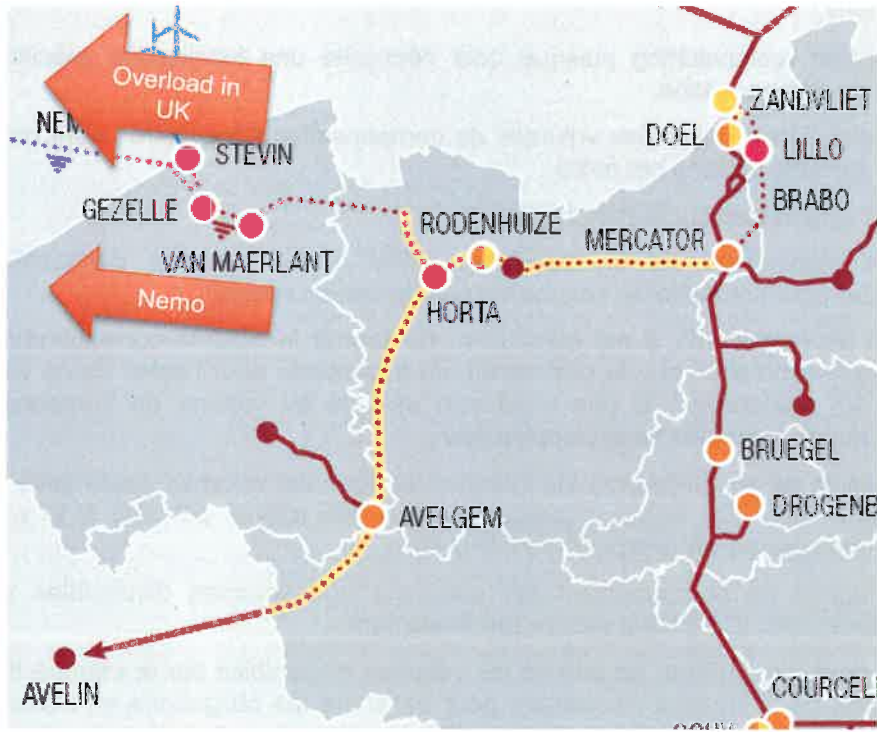 Overload in
UK
ZANDVLIET
NEM
DOEL
LILLO
STEVIN
BRABO
GEZELLE
RODENHUIZE
MERCATOR
VAN MAERLANT
Nemo
HORTA
BRUEGEL
DROGENB
AVELGEM
AVELIN
COURCEL